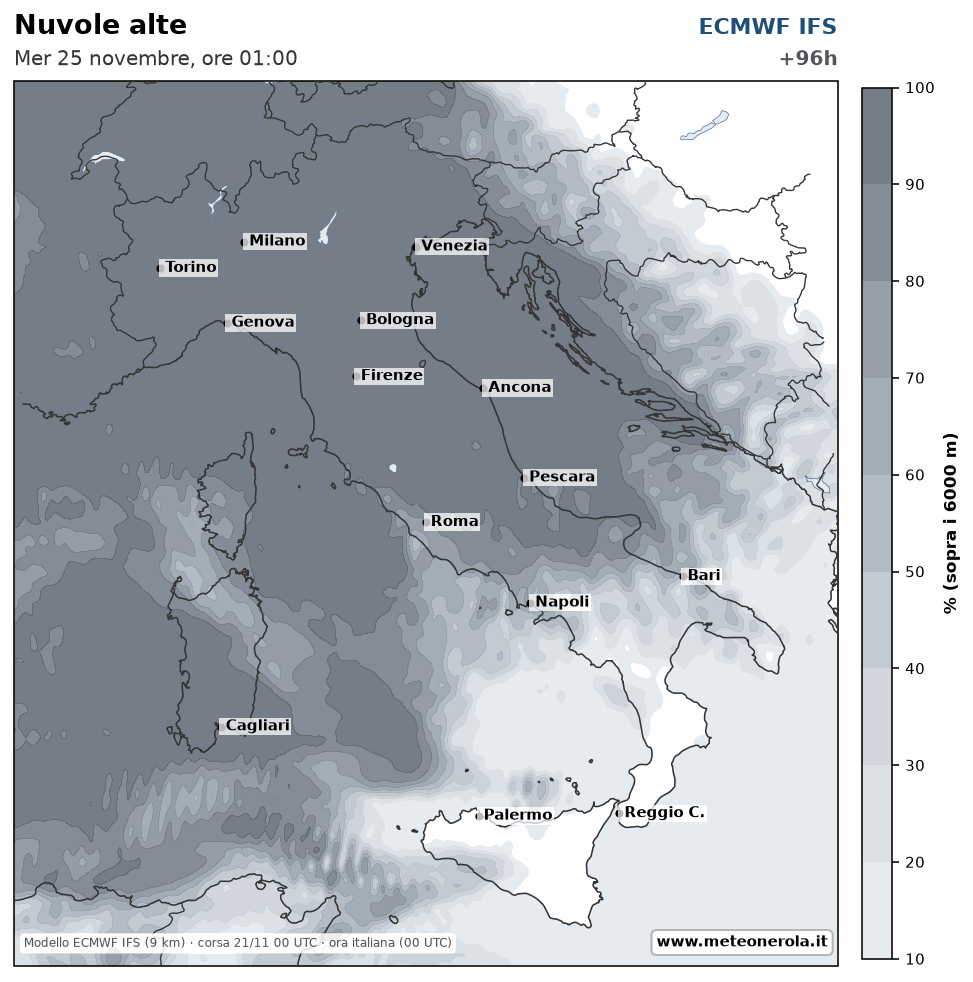 Nuvole alte
ECMWF IFS
Mer 25 novembre, ore 01:00
+96h
Milano
Venezia
Torino
Genova
Bologna
Firenze
Ancona
Pescara
Roma
Bari
Napoli
Cagliari
Palermo
Reggio C.
Modello ECMWF IFS (9 km) · corsa 21/11 00 UTC · ora italiana (00 UTC)
www.meteonerola.it
100
90
80
70
60
50
40
30
20
10
% (sopra i 6000 m)